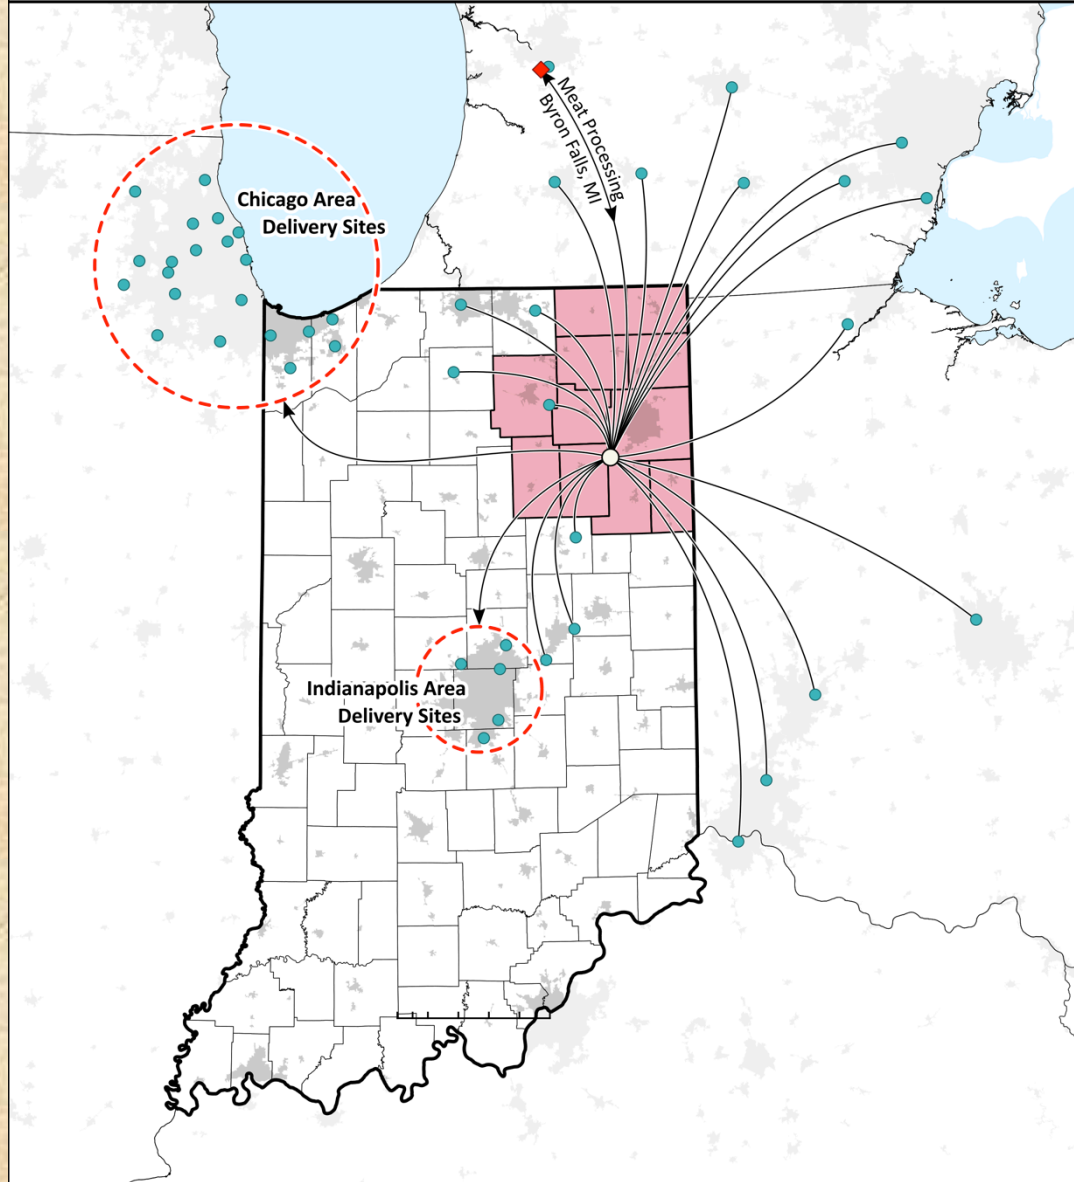 Meat Processing
Byron Falls, MI
Chicago Area
Delivery Sites
Indianapolis Area
Delivery Sites